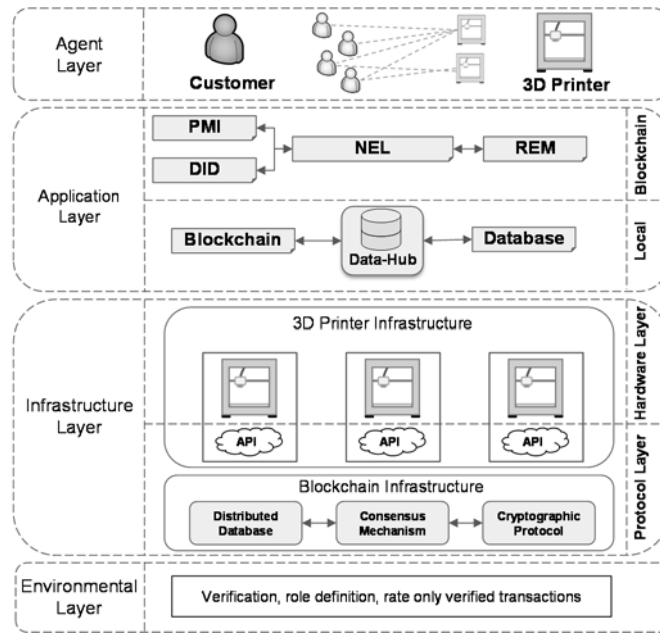 Agent
Layer
Customer
3D Printer
Application
Layer
PMI
DID
NEL
REM
Blockchain
Blockchain
Data-Hub
Database
Local
Infrastructure
Layer
3D Printer Infrastructure
API
API
API
Hardware Layer
Blockchain Infrastructure
Distributed
Database
Consensus
Mechanism
Cryptographic
Protocol
Protocol Layer
Environmental
Layer
Verification, role definition, rate only verified transactions